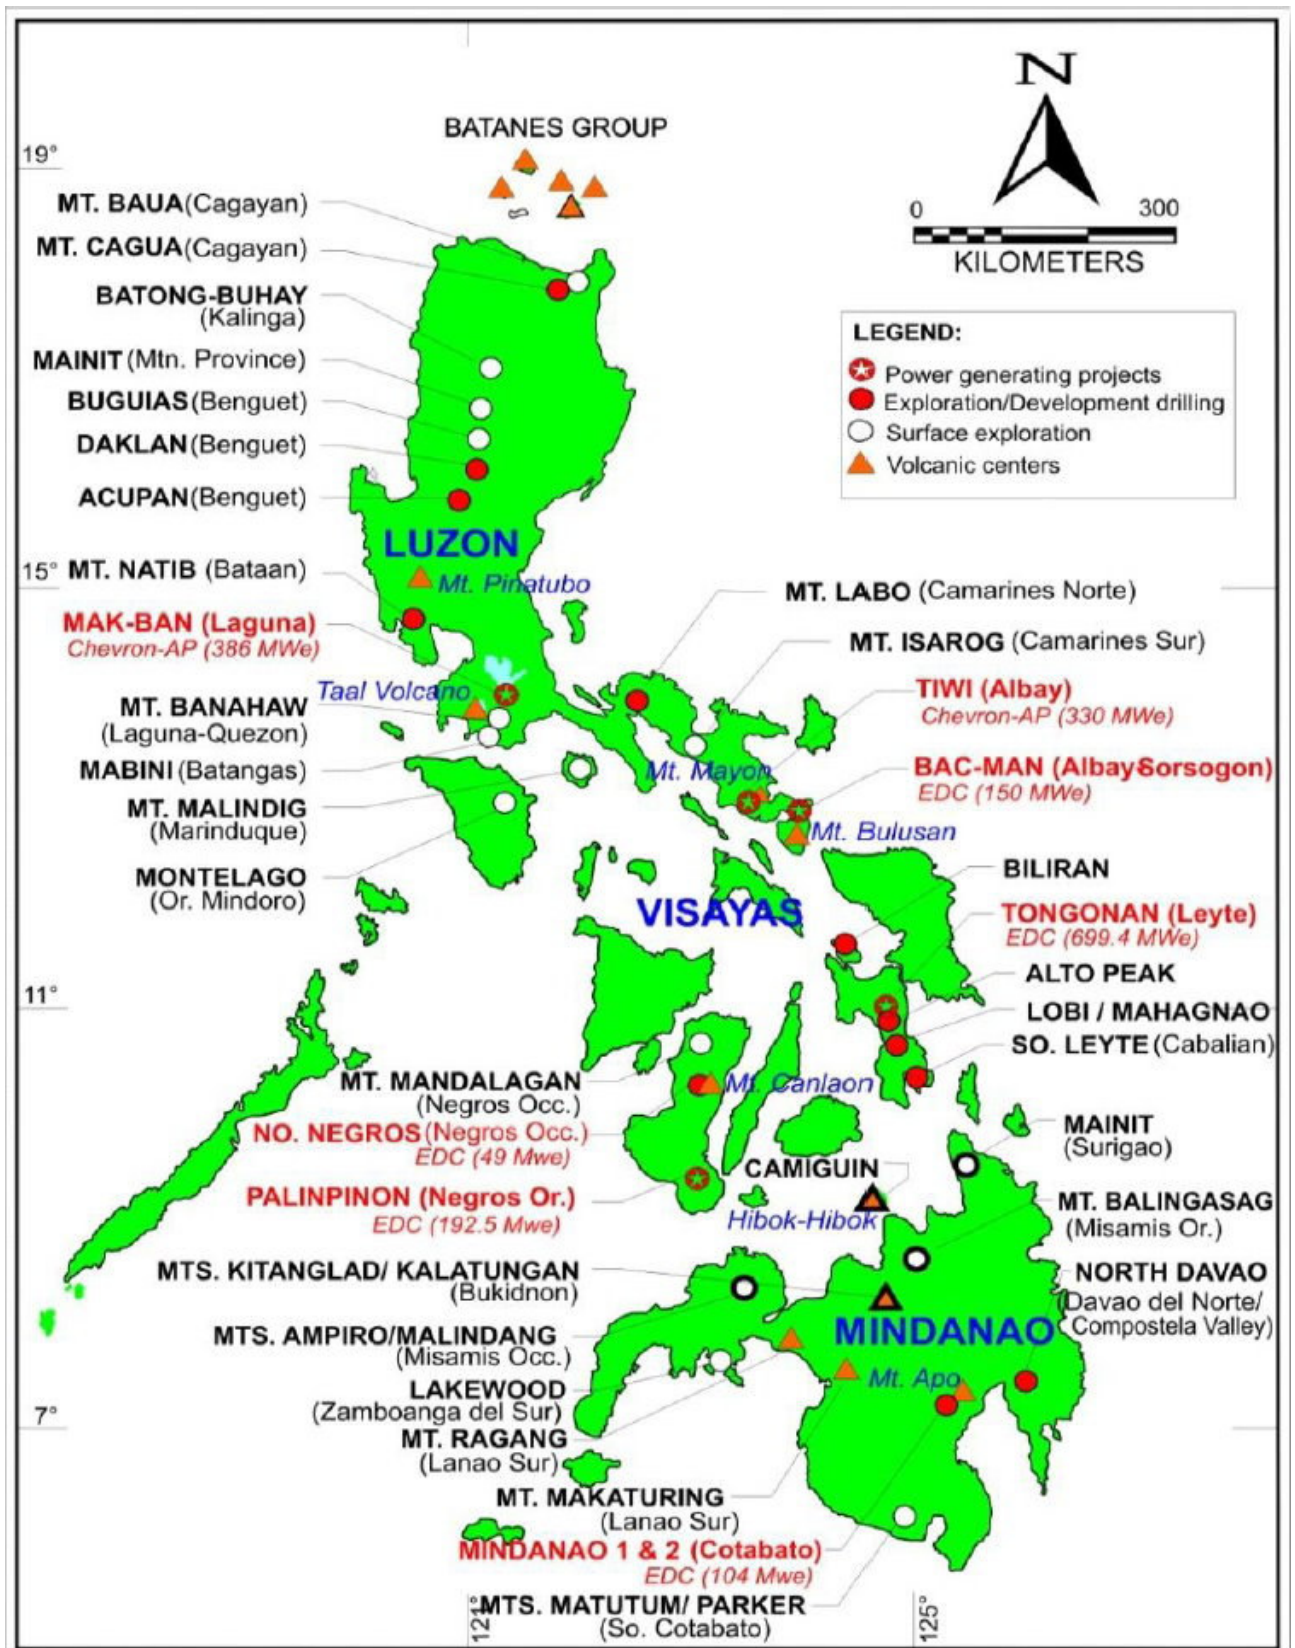 N
0 300
KILOMETERS
LEGEND:
Power generating projects
Exploration/Development drilling
Surface exploration
Volcanic centers
BATANES GROUP
19°
MT. BAUA (Cagayan)
MT. CAGUA (Cagayan)
BATONG-BUHAY
(Kalinga)
MAINIT (Mtn. Province)
BUGUIAS (Benguet)
DAKLAN (Benguet)
ACUPAN (Benguet)
LUZON
15°
MT. NATIB (Bataan)
Mt. Pinatubo
MAK-BAN (Laguna)
Chevron-AP (386 MWe)
Taal Volcano
MT. BANAHAW
(Laguna-Quezon)
MABINI (Batangas)
MT. MALINDIG
(Marinduque)
MONTELAGO
(Or. Mindoro)
MT. LABO (Camarines Norte)
MT. ISAROG (Camarines Sur)
TIWI (Albay)
Chevron-AP (330 MWe)
Mt. Mayon
BAC-MAN (Albay&Sorsogon)
EDC (150 MWe)
Mt. Bulusan
BILIRAN
VISAYAS
TONGONAN (Leyte)
EDC (699.4 MWe)
ALTO PEAK
11°
LOBI / MAHAGNAO
SO. LEYTE (Cabalian)
MT. MANDALAGAN
(Negros Occ.)
Mt. Canlaon
NO. NEGROS (Negros Occ.)
EDC (49 Mwe)
MAINIT
(Surigao)
CAMIGUIN
PALINPINON (Negros Or.)
EDC (192.5 Mwe)
Hibok-Hibok
MT. BALINGASAG
(Misamis Or.)
MTS. KITANGLAD/ KALATUNGAN
(Bukidnon)
NORTH DAVAO
(Davao del Norte/
Compostela Valley)
MINDANAO
MTS. AMPIRO/MALINDANG
(Misamis Occ.)
Mt. Apo
LAKEWOOD
(Zamboanga del Sur)
7°
MT. RAGANG
(Lanao Sur)
MT. MAKATURING
(Lanao Sur)
MINDANAO 1 & 2 (Cotabato)
EDC (104 Mwe)
MTS. MATUTUM/ PARKER
(So. Cotabato)
121°
125°